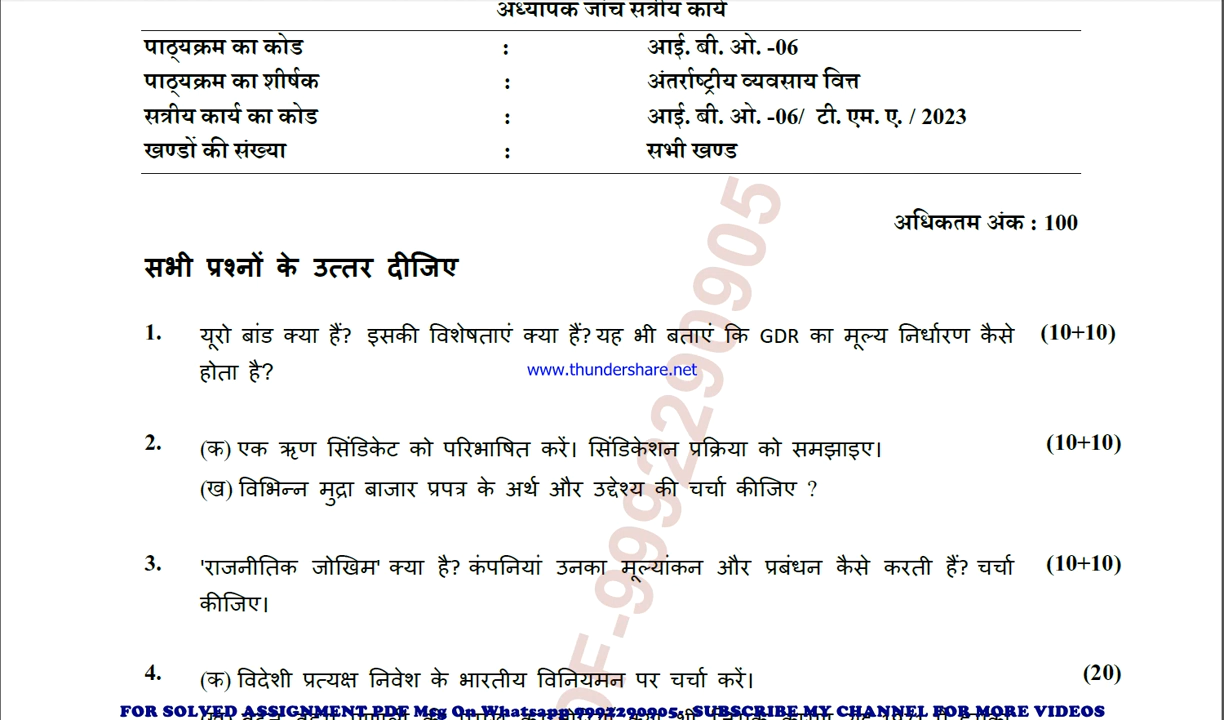 अध्यापक जांच सत्रीय कार्य
पाठ्यक्रम का कोड : आई. बी. ओ. -06
पाठ्यक्रम का शीर्षक : अंतर्राष्ट्रीय व्यवसाय वित्त
सत्रीय कार्य का कोड : आई. बी. ओ. -06/ टी. एम. ए. / 2023
खण्डों की संख्या : सभी खण्ड
अधिकतम अंक : 100
सभी प्रश्नों के उत्तर दीजिए
1. यूरो बांड क्या हैं? इसकी विशेषताएं क्या हैं? यह भी बताएं कि GDR का मूल्य निर्धारण कैसे (10+10)
होता है?
www.thundershare.net
2. (क) एक ऋण सिंडिकेट को परिभाषित करें। सिंडिकेशन प्रक्रिया को समझाइए। (10+10)
(ख) विभिन्न मुद्रा बाजार प्रपत्र के अर्थ और उद्देश्य की चर्चा कीजिए ?
3. 'राजनीतिक जोखिम' क्या है? कंपनियां उनका मूल्यांकन और प्रबंधन कैसे करती हैं? चर्चा (10+10)
कीजिए।
4. (क) विदेशी प्रत्यक्ष निवेश के भारतीय विनियमन पर चर्चा करें। (20)
FOR SOLVED ASSIGNMENT PDF Msg On Whatsapp-9992290905, SUBSCRIBE MY CHANNEL FOR MORE VIDEOS
DF-9992290905